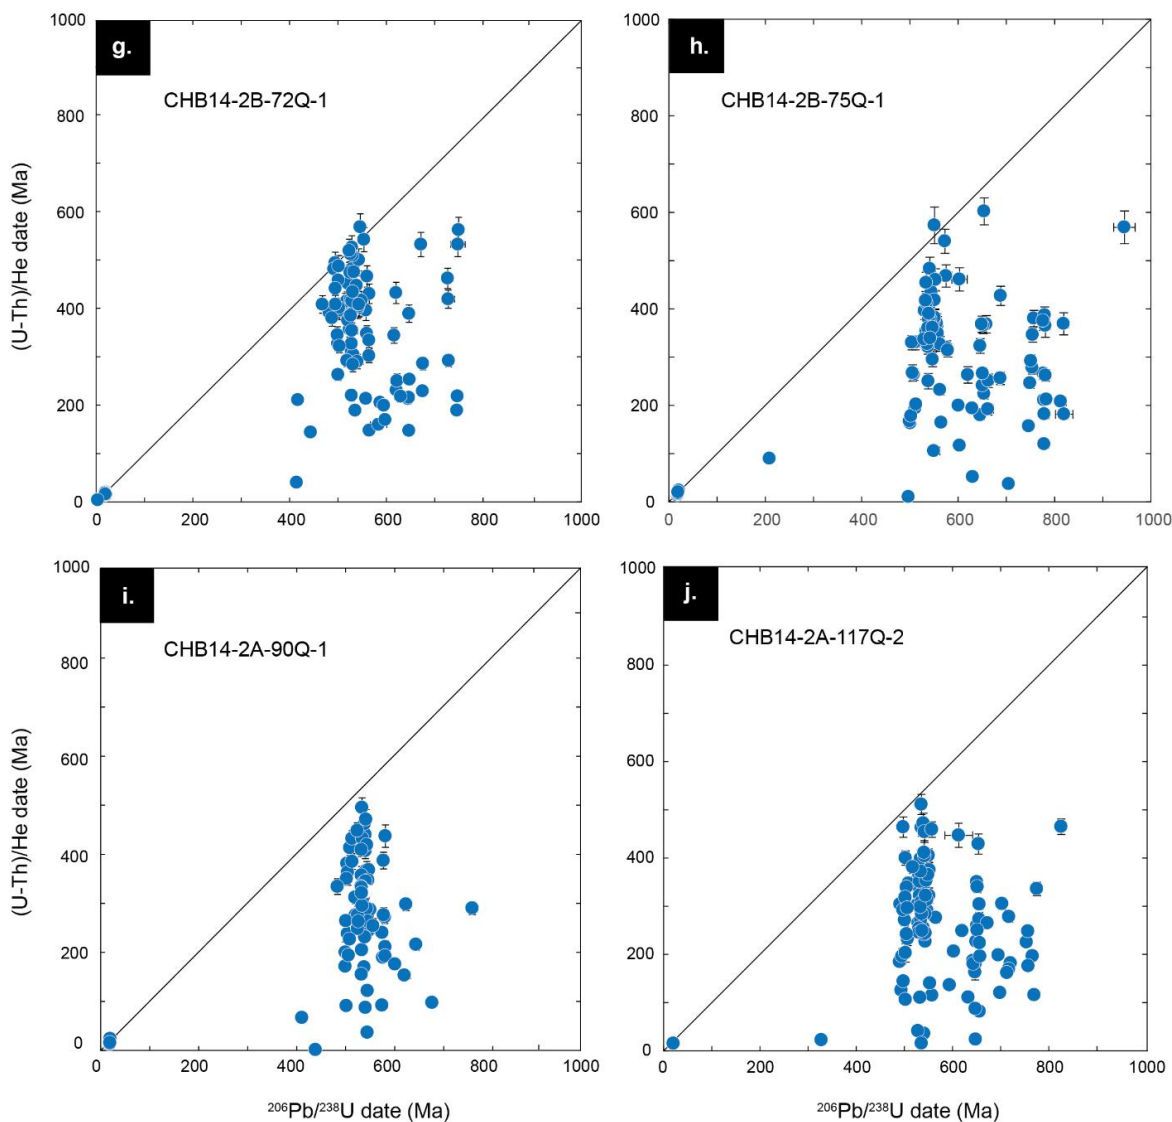 g.
CHB14-2B-72Q-1
(U-Th)/He date (Ma)
1000
800
600
400
200
0
0 200 400 600 800 1000
h.
CHB14-2B-75Q-1
1000
800
600
400
200
0
0 200 400 600 800 1000
i.
CHB14-2A-90Q-1
(U-Th)/He date (Ma)
1000
800
600
400
200
0
0 200 400 600 800 1000
²⁰⁶Pb/²³⁸U date (Ma)
j.
CHB14-2A-117Q-2
1000
800
600
400
200
0
0 200 400 600 800 1000
²⁰⁶Pb/²³⁸U date (Ma)